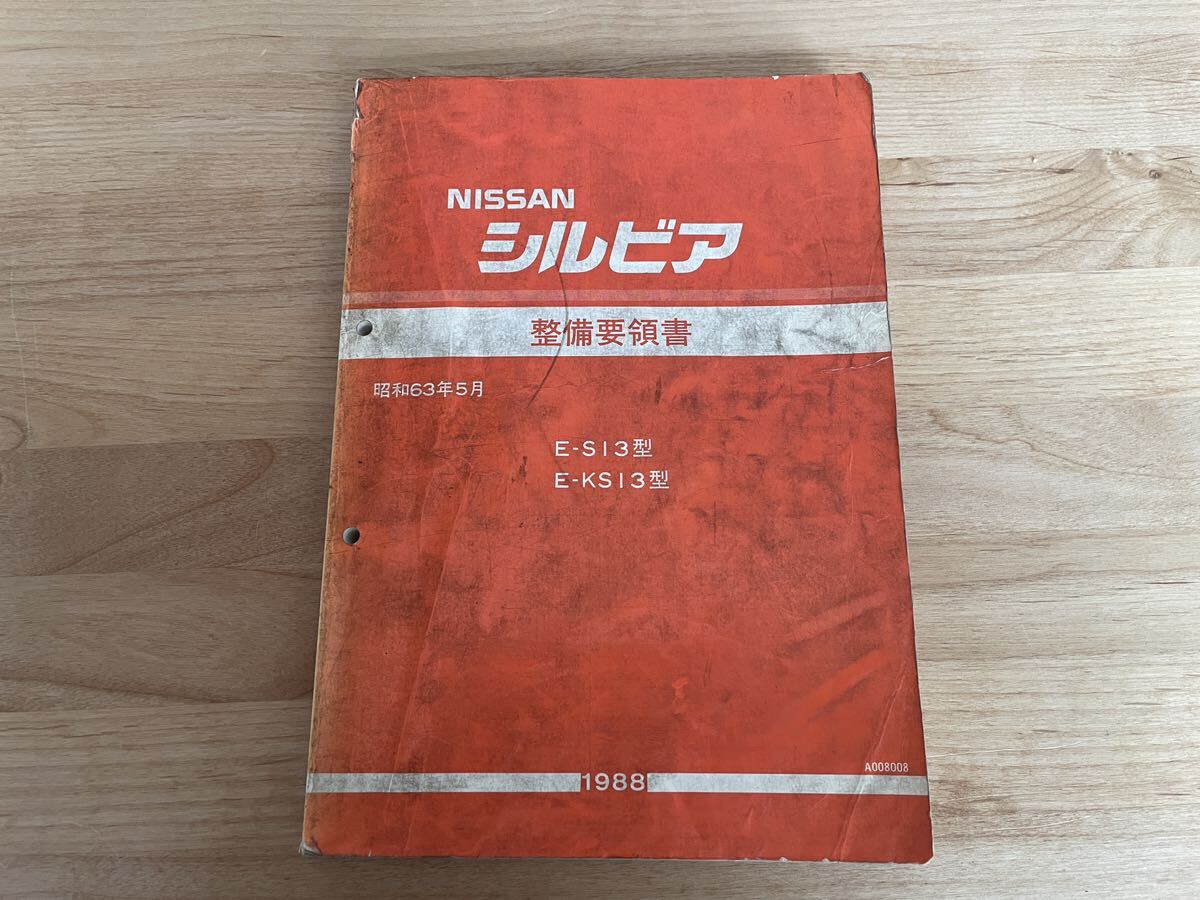 NISSAN
シルビア
整備要領書
昭和63年5月
E-S13型
E-KS13型
A008008
1988